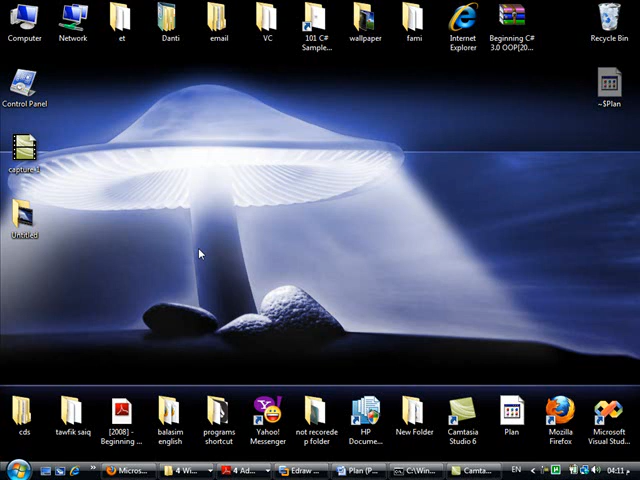 Computer
Network
et
Danti
email
VC
101 C#
Sample...
wallpaper
fami
Internet
Explorer
Beginning C#
3.0 OOP[20...
Recycle Bin
Control Panel
~$Plan
capture-1
Untitled
cds
tawfik saiq
[2008] -
Beginning ...
balasim
english
programs
shortcut
Yahoo!
Messenger
not recorede
p folder
HP
Docume...
New Folder
Camtasia
Studio 6
Plan
Mozilla
Firefox
Microsoft
Visual Stud...
Micros...
4 Wi...
4 Ad...
Edraw ...
Plan (P...
C:\Win...
Camta...
EN
04:11 م